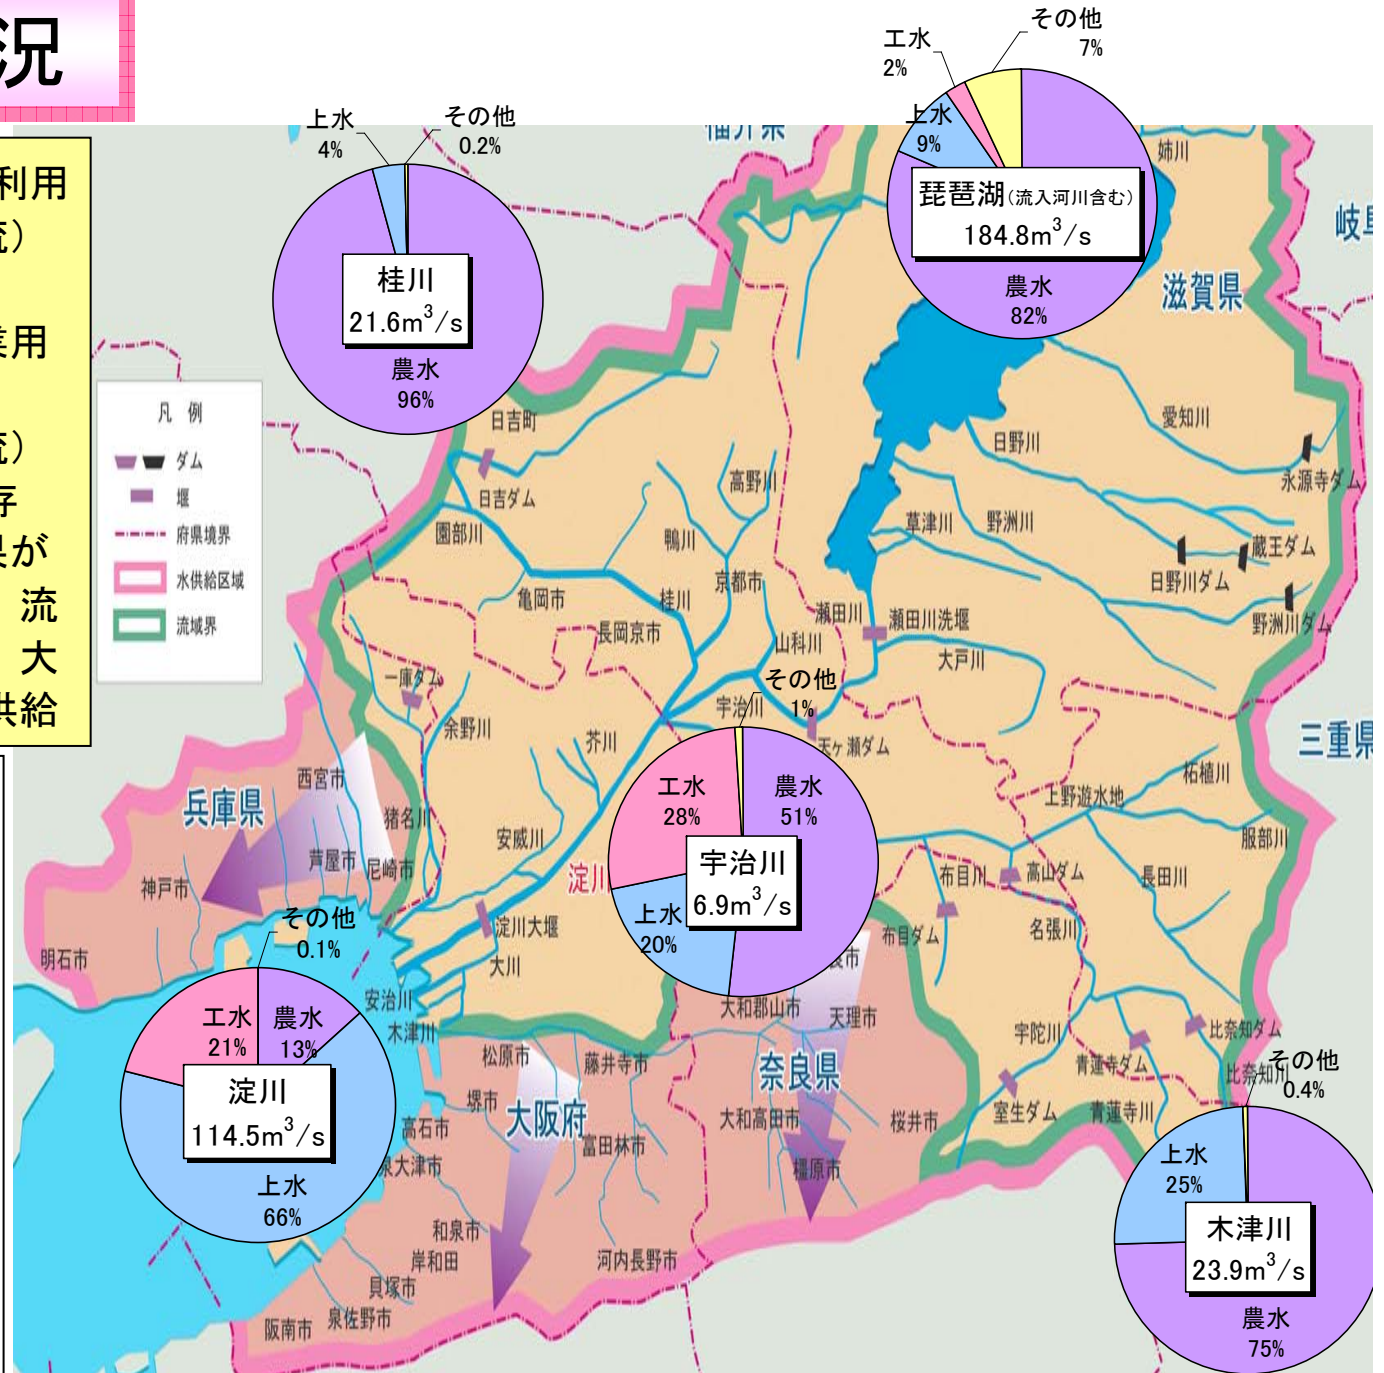 況
利用
流）
業用
流）
存
県が
流
大
供給
上水
4%
その他
0.2%
桂川
21.6m³/s
農水
96%
工水
2%
その他
7%
上水
9%
琵琶湖(流入河川含む)
184.8m³/s
農水
82%
福井県
姉川
岐阜
滋賀県
凡 例
ダム
堰
府県境界
水供給区域
流域界
日吉町
日吉ダム
園部川
高野川
鴨川
京都市
亀岡市
桂川
長岡京市
山科川
瀬田川
瀬田川洗堰
大戸川
草津川
野洲川
日野川
愛知川
永源寺ダム
蔵王ダム
日野川ダム
野洲川ダム
三重県
一庫ダム
余野川
芥川
宇治川
天ヶ瀬ダム
その他
1%
工水
28%
農水
51%
宇治川
6.9m³/s
上水
20%
兵庫県
西宮市
猪名川
安威川
淀川
芦屋市
尼崎市
神戸市
明石市
淀川大堰
大川
安治川
木津川
上野遊水地
柘植川
服部川
布目川
高山ダム
長田川
布目ダム
名張川
良市
大和郡山市
天理市
宇陀川
比奈知ダム
青蓮寺ダム
比奈知川
室生ダム
青蓮寺川
奈良県
大和高田市
桜井市
橿原市
その他
0.1%
工水
21%
農水
13%
淀川
114.5m³/s
上水
66%
松原市
藤井寺市
堺市
大阪府
高石市
富田林市
泉大津市
和泉市
岸和田
河内長野市
貝塚市
泉佐野市
阪南市
その他
0.4%
上水
25%
木津川
23.9m³/s
農水
75%